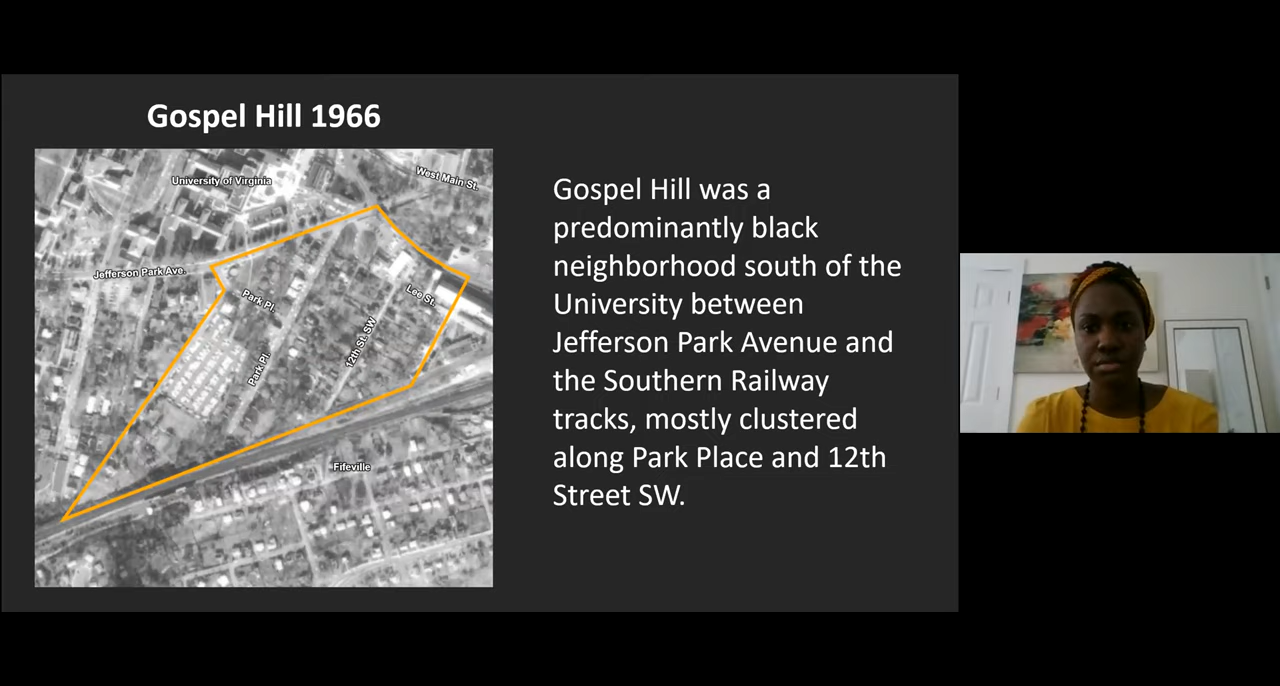 Gospel Hill 1966
University of Virginia
West Main St.
Jefferson Park Ave.
Park Pl.
Lee St.
12th St. SW
Park Pl.
Fifeville
Gospel Hill was a
predominantly black
neighborhood south of the
University between
Jefferson Park Avenue and
the Southern Railway
tracks, mostly clustered
along Park Place and 12th
Street SW.